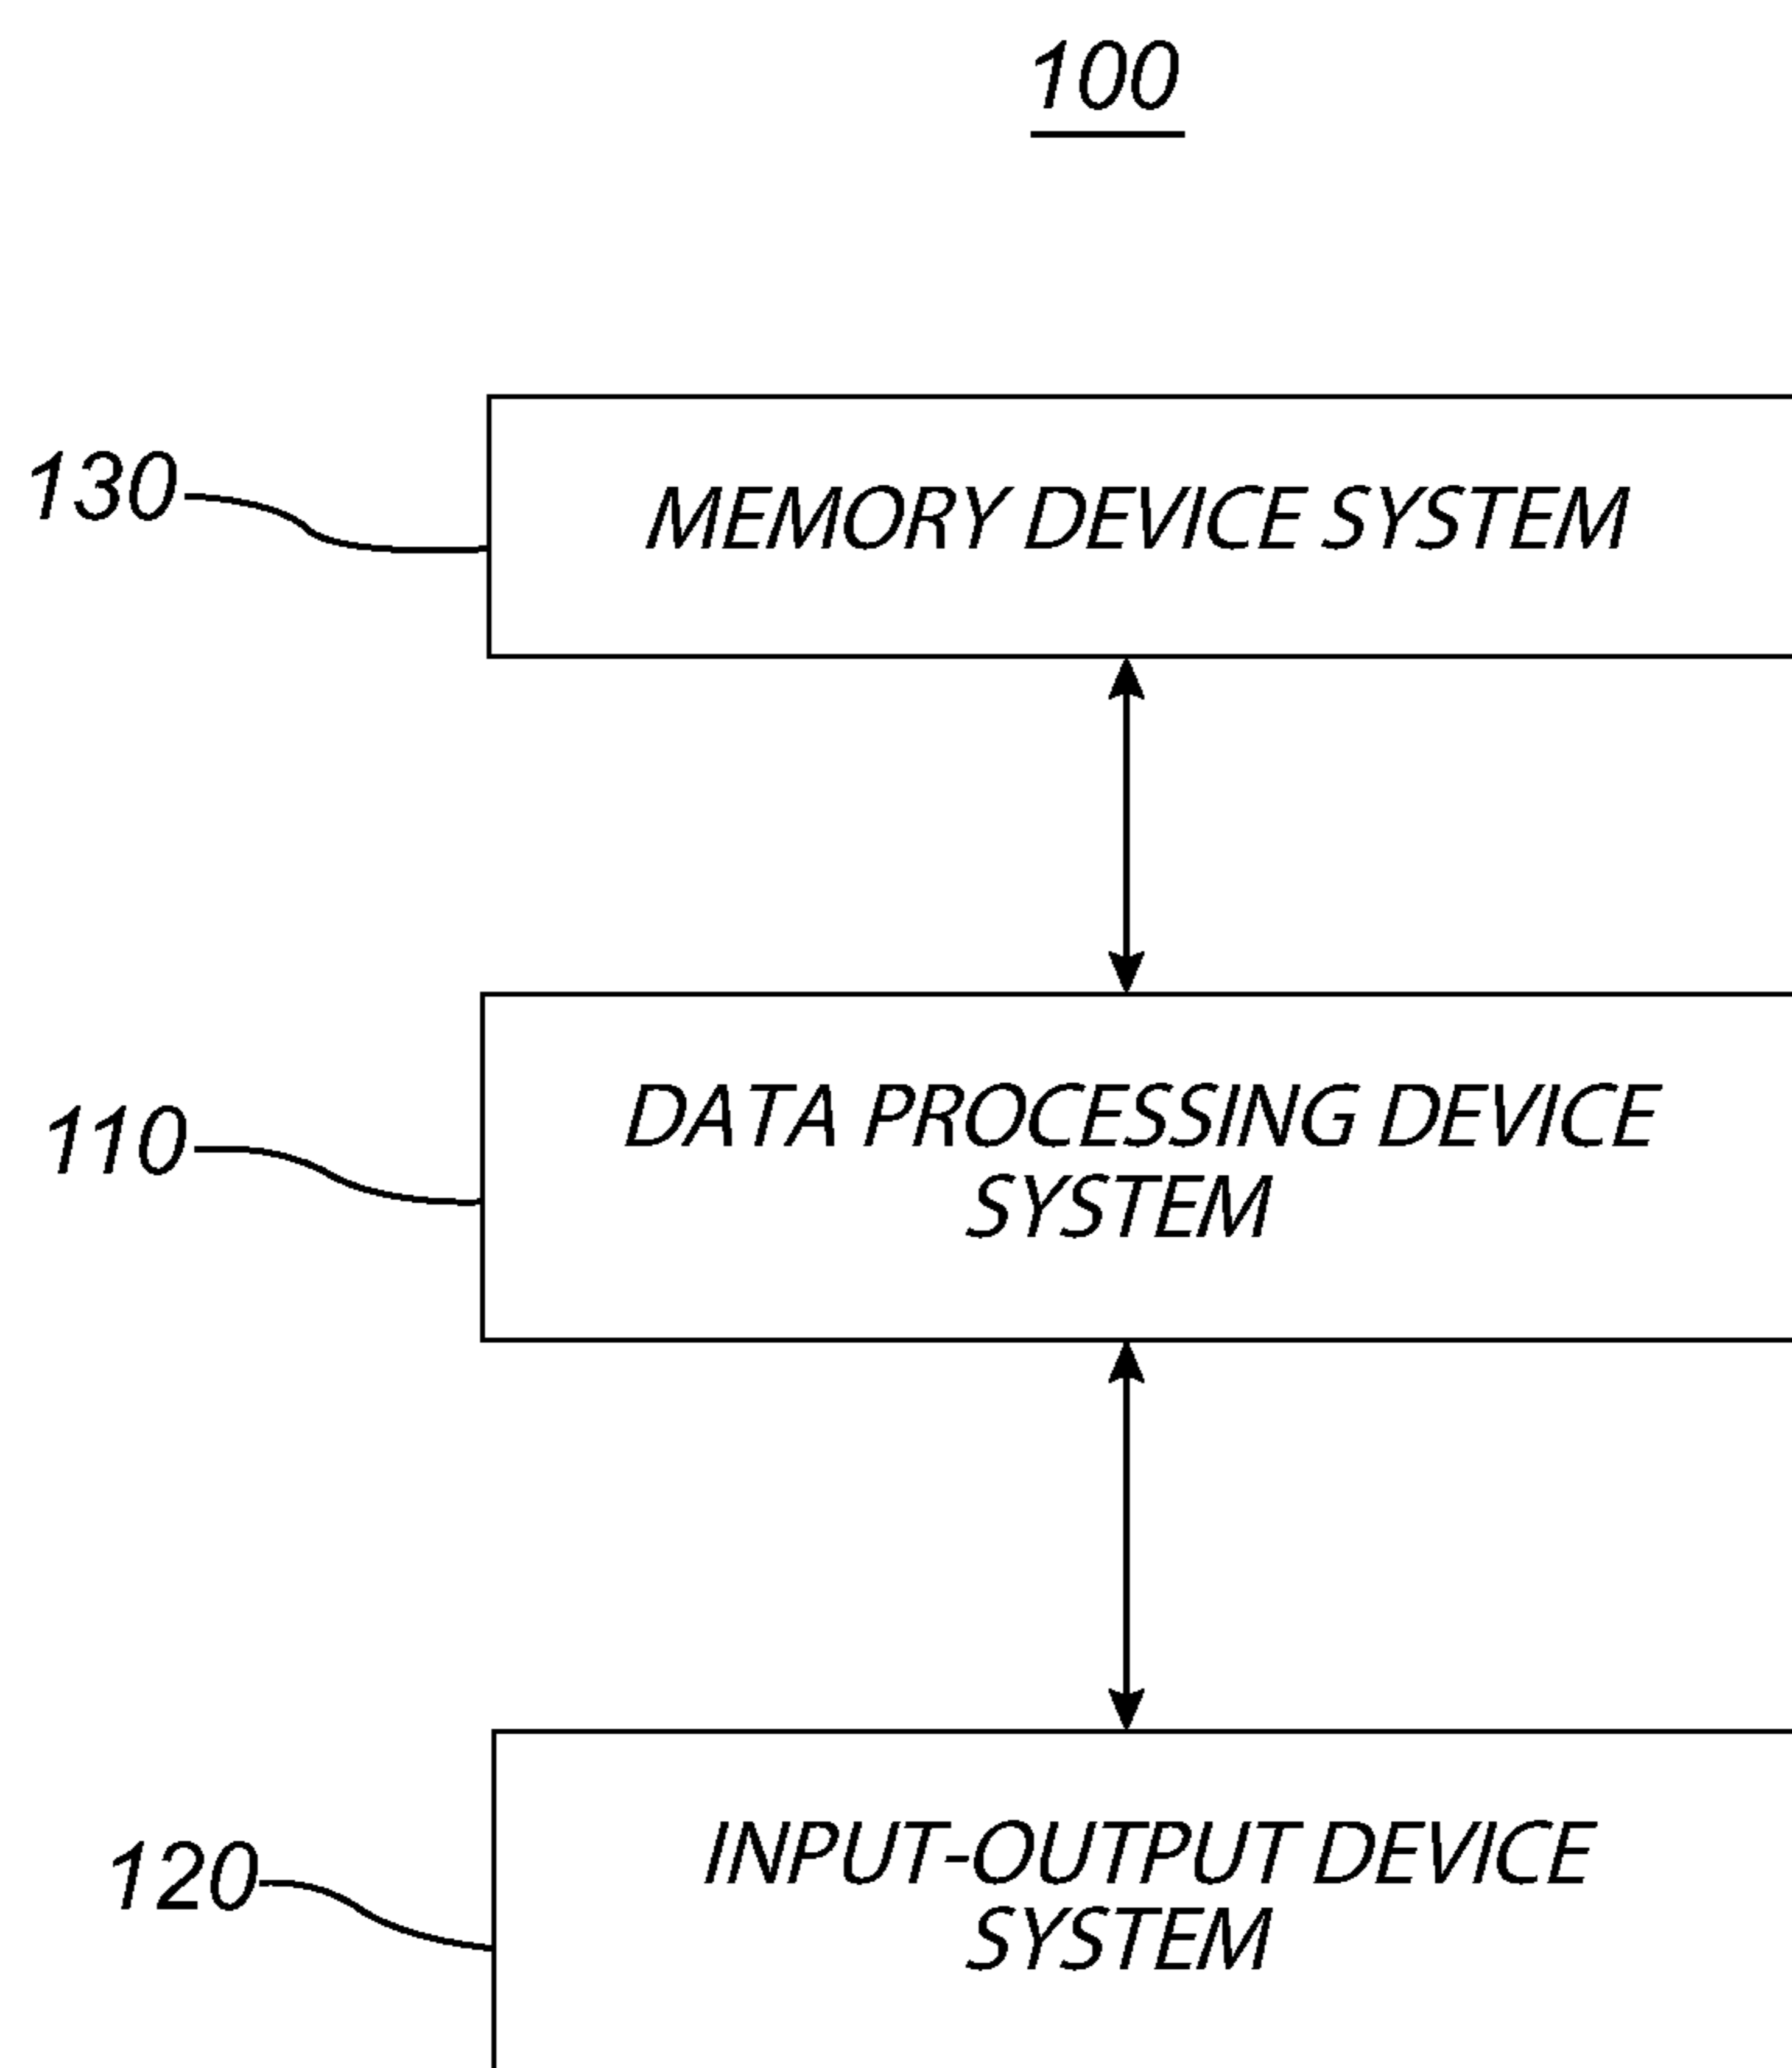 100
130
MEMORY DEVICE SYSTEM
110
DATA PROCESSING DEVICE
SYSTEM
120
INPUT-OUTPUT DEVICE
SYSTEM